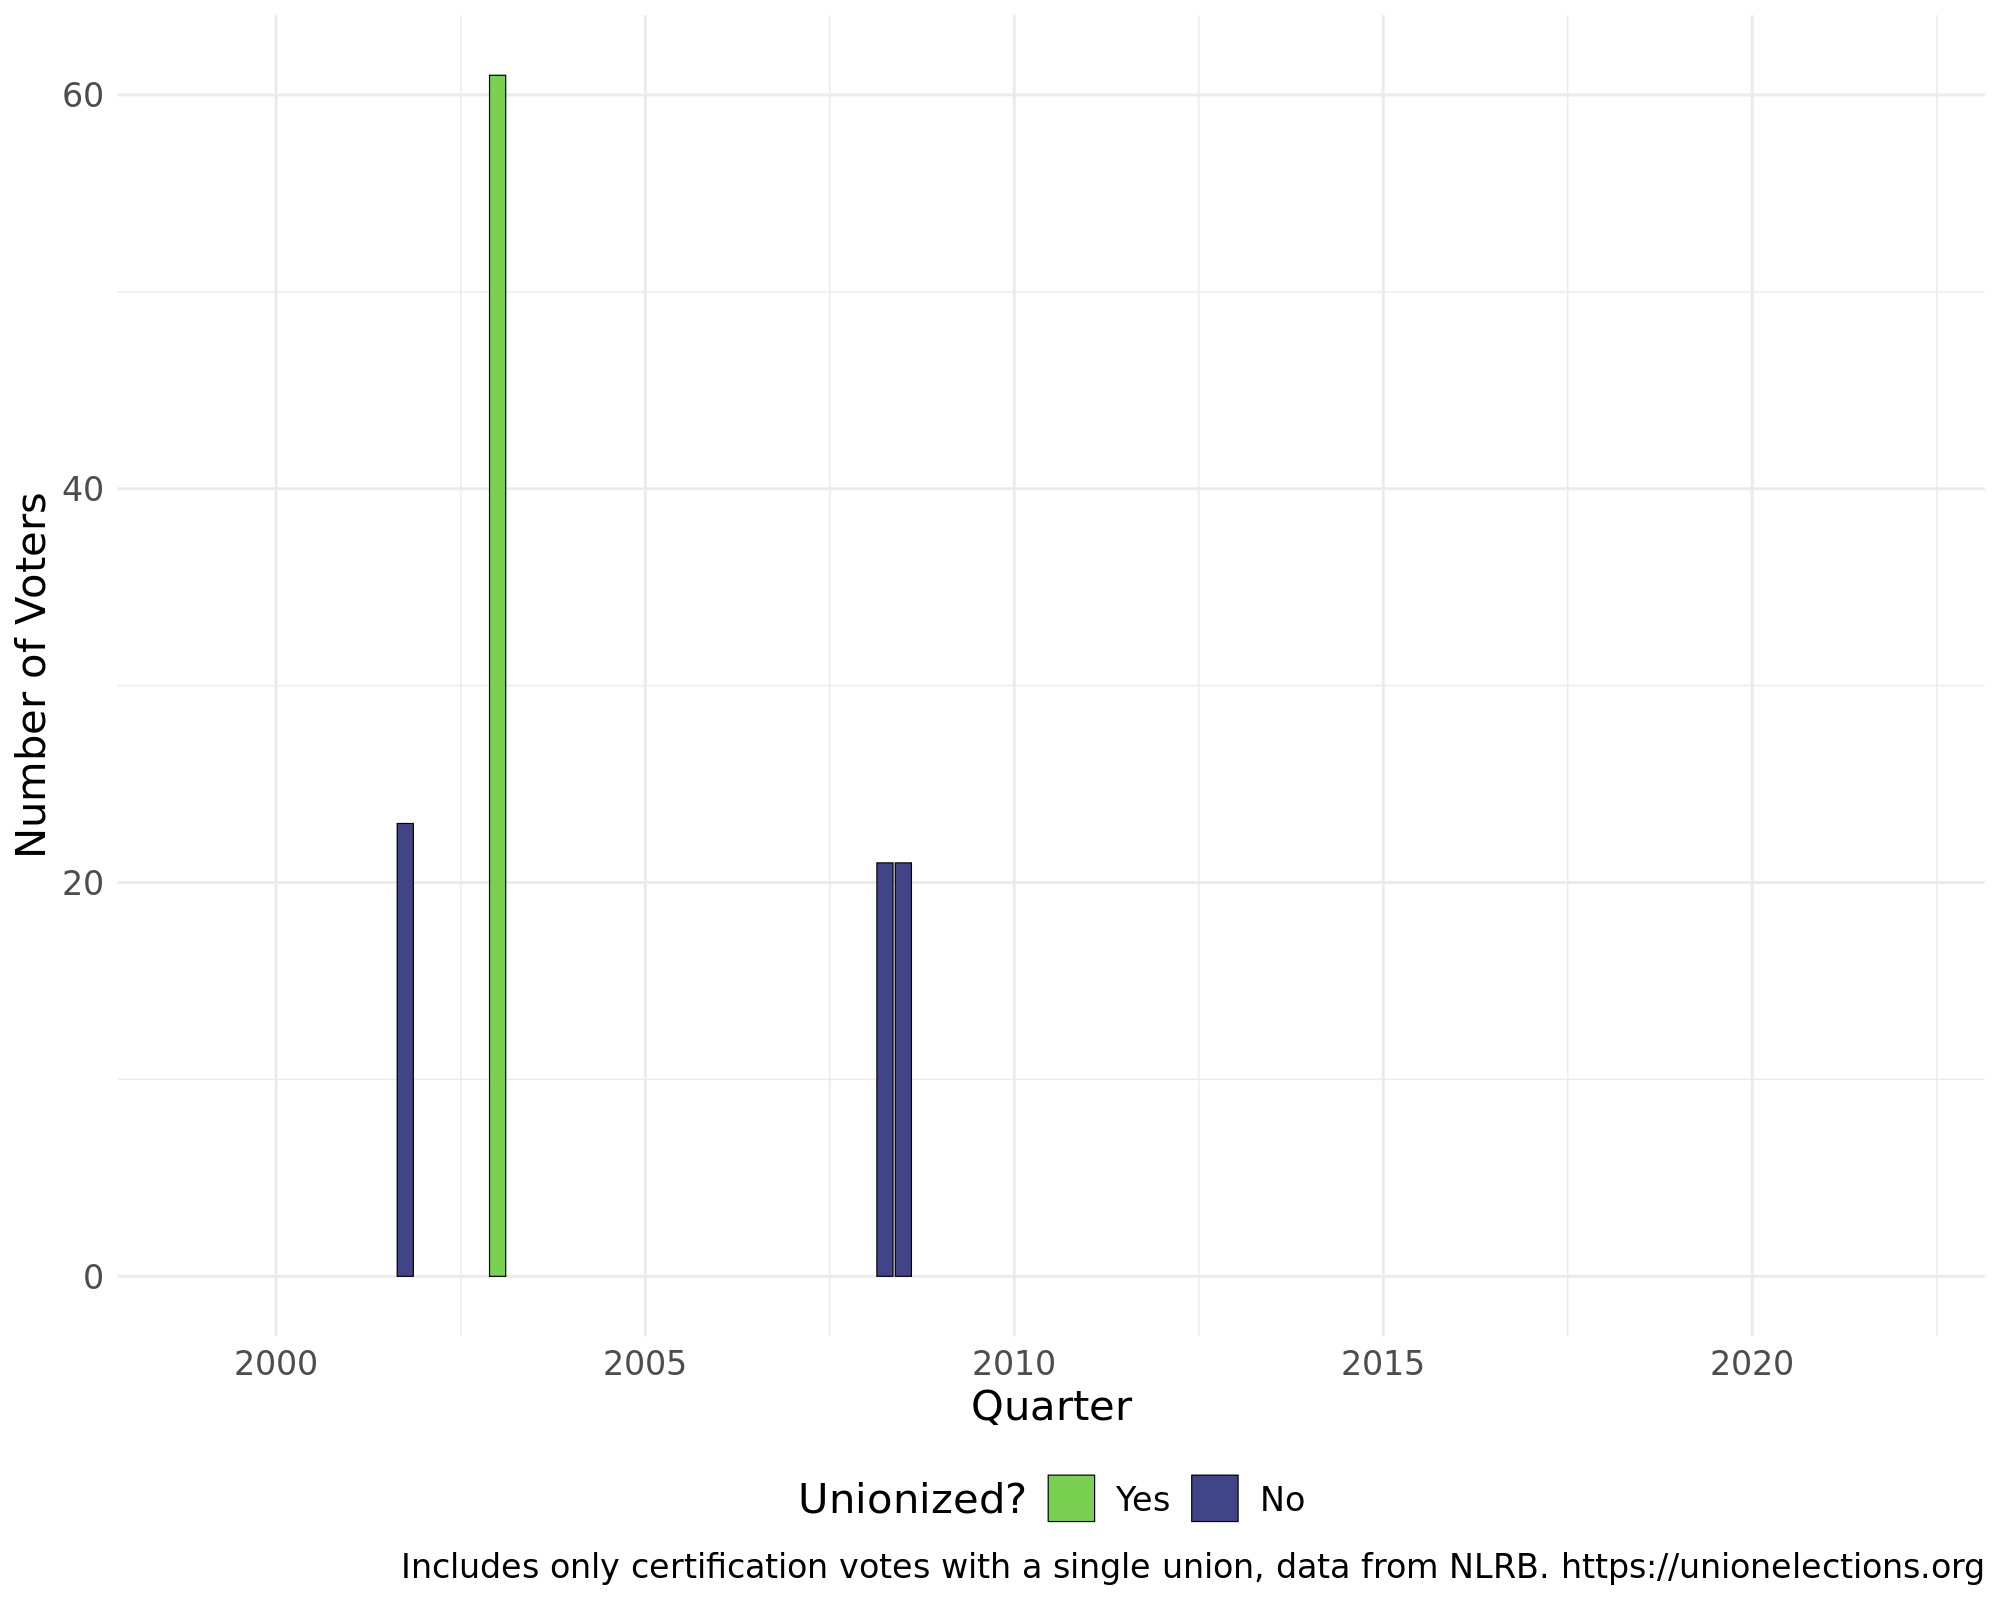 60
40
20
0
Number of Voters
2000 2005 2010 2015 2020
Quarter
Unionized? Yes No
Includes only certification votes with a single union, data from NLRB. https://unionelections.org